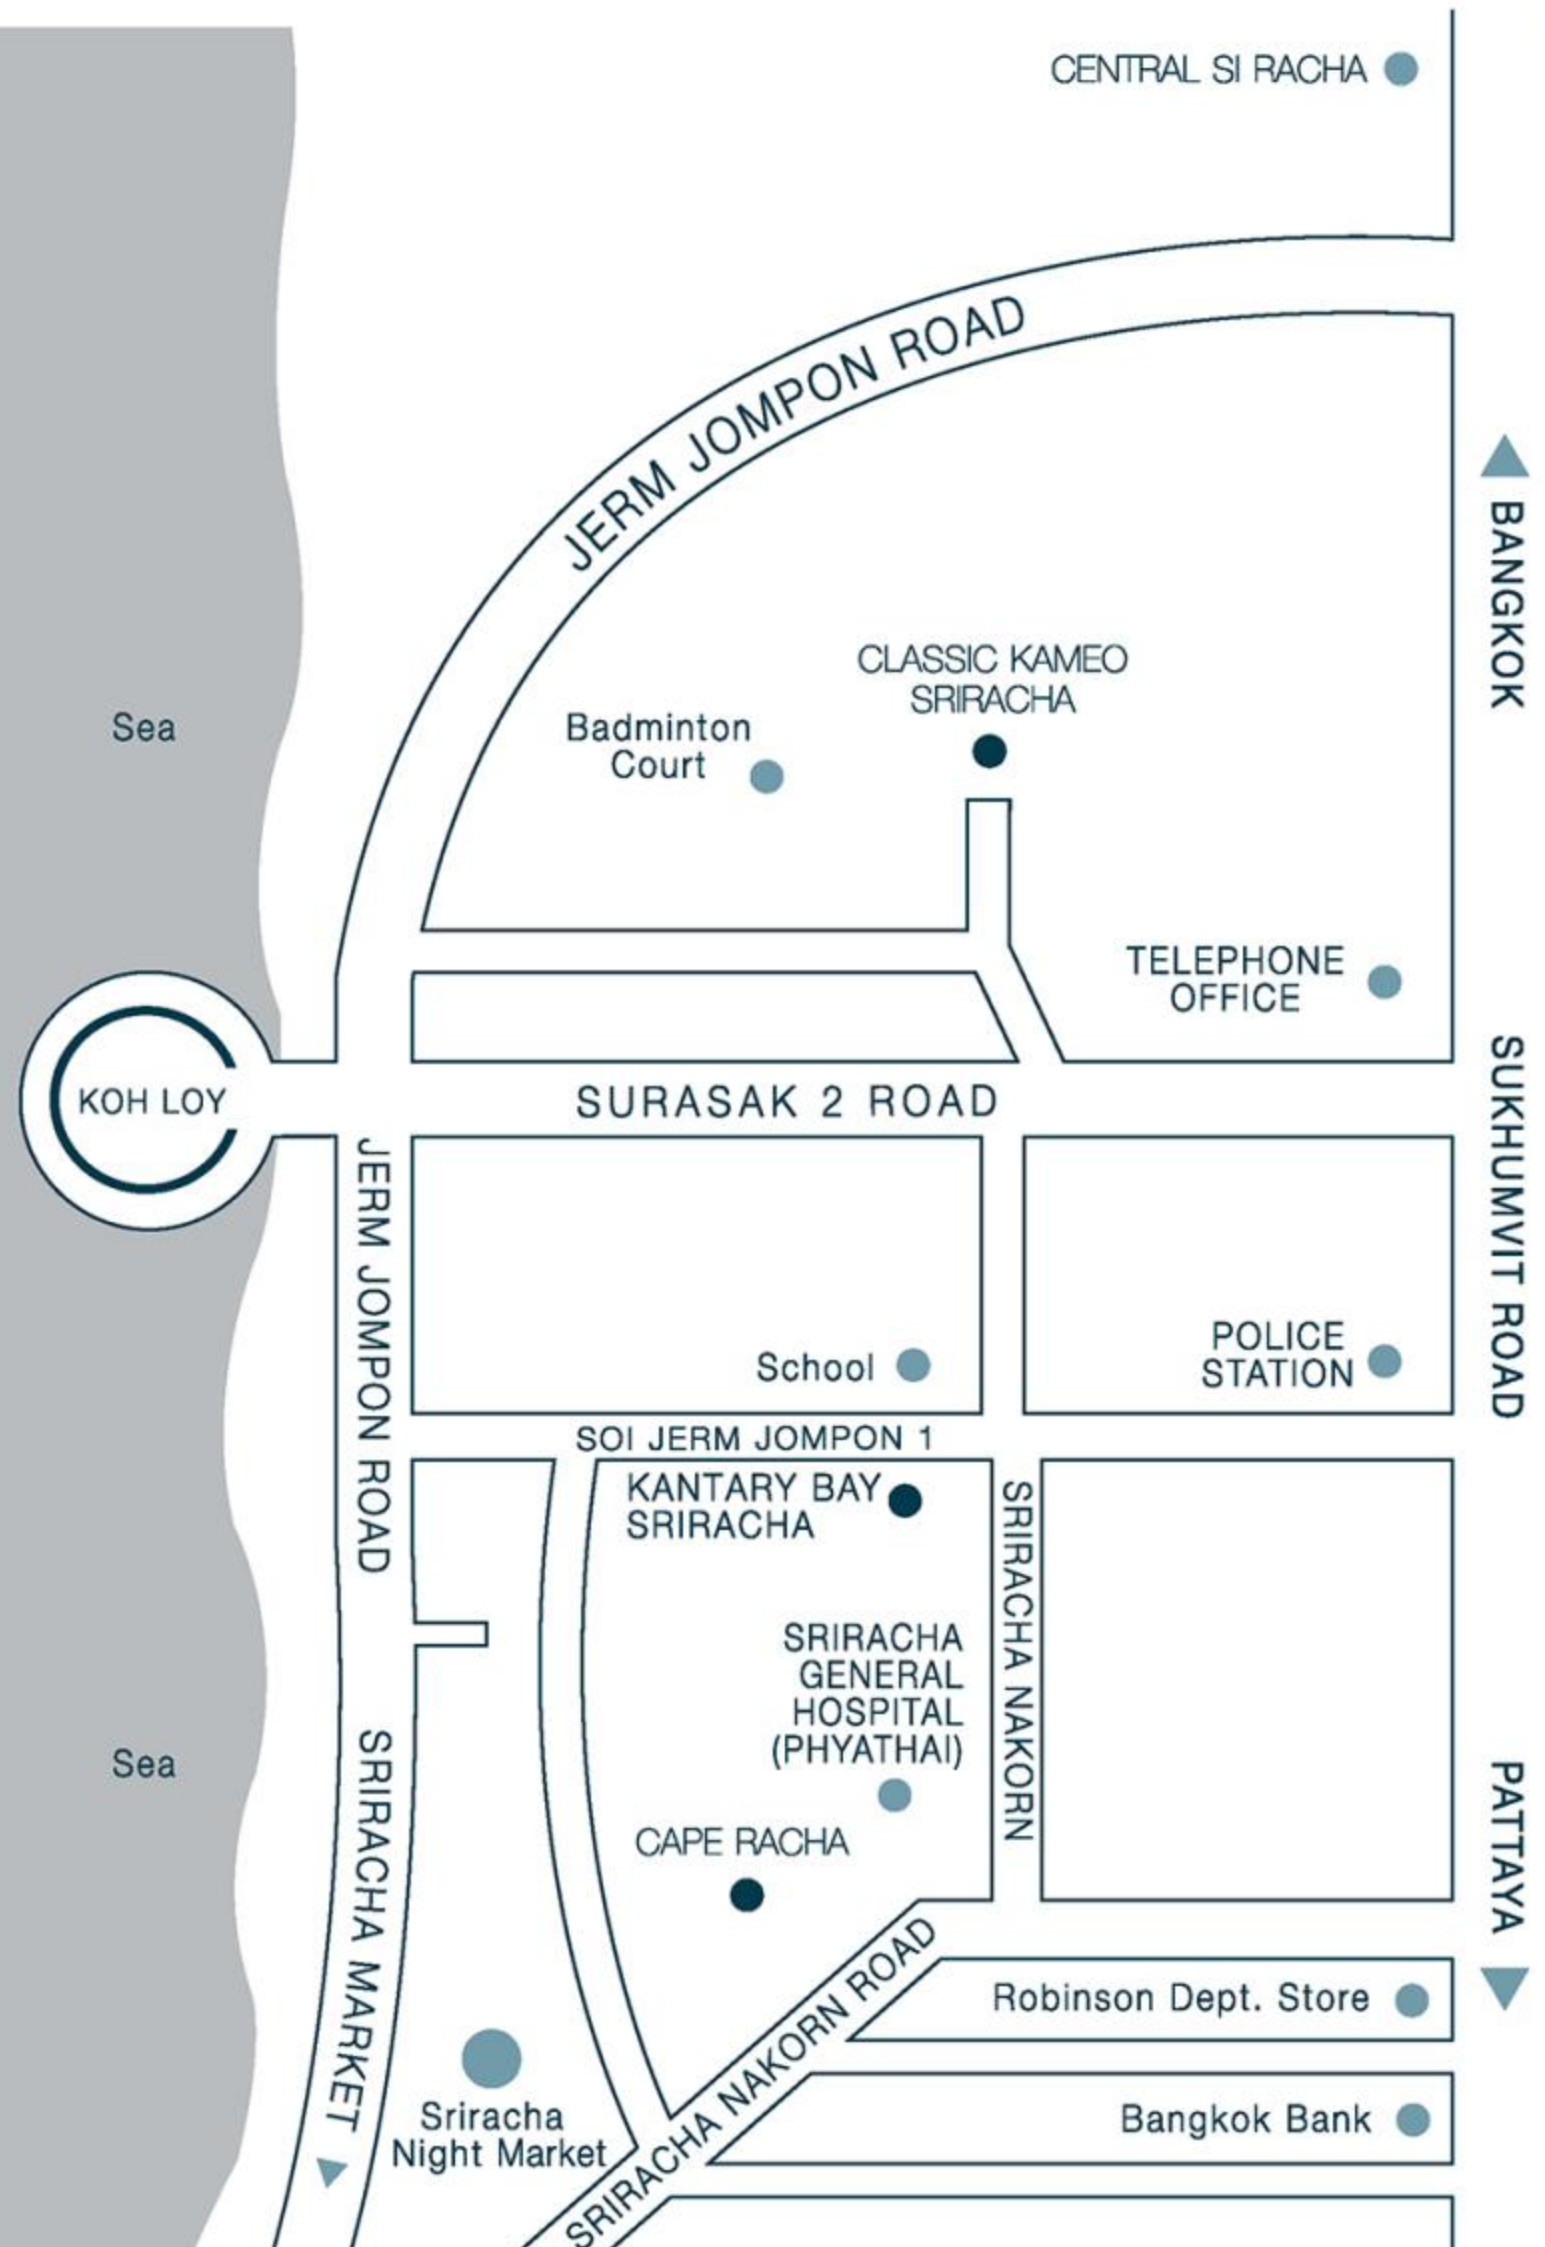 CENTRAL SI RACHA
JERM JOMPON ROAD
BANGKOK
CLASSIC KAMEO
SRIRACHA
Badminton
Court
Sea
TELEPHONE
OFFICE
SUKHUMVIT ROAD
KOH LOY
SURASAK 2 ROAD
JERM JOMPON ROAD
School
POLICE
STATION
SOI JERM JOMPON 1
KANTARY BAY
SRIRACHA
SRIRACHA NAKORN
SRIRACHA
GENERAL
HOSPITAL
(PHYATHAI)
Sea
SRIRACHA MARKET
PATTAYA
CAPE RACHA
SRIRACHA NAKORN ROAD
Robinson Dept. Store
Sriracha
Night Market
Bangkok Bank